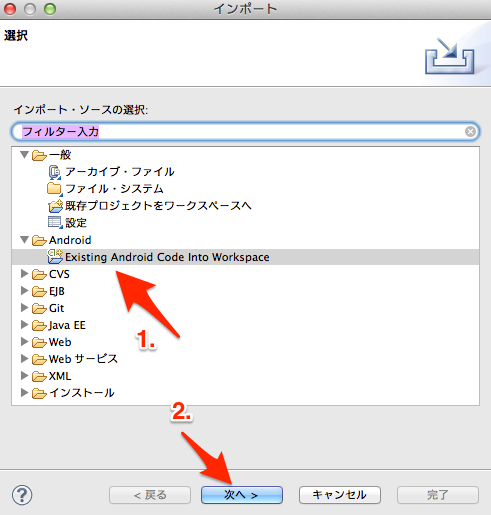 インポート
選択
インポート・ソースの選択:
フィルター入力
一般
アーカイブ・ファイル
ファイル・システム
既存プロジェクトをワークスペースへ
設定
Android
Existing Android Code Into Workspace
CVS
EJB
Git
Java EE
Web
Web サービス
XML
インストール
1.
2.
?
< 戻る
次へ >
キャンセル
完了